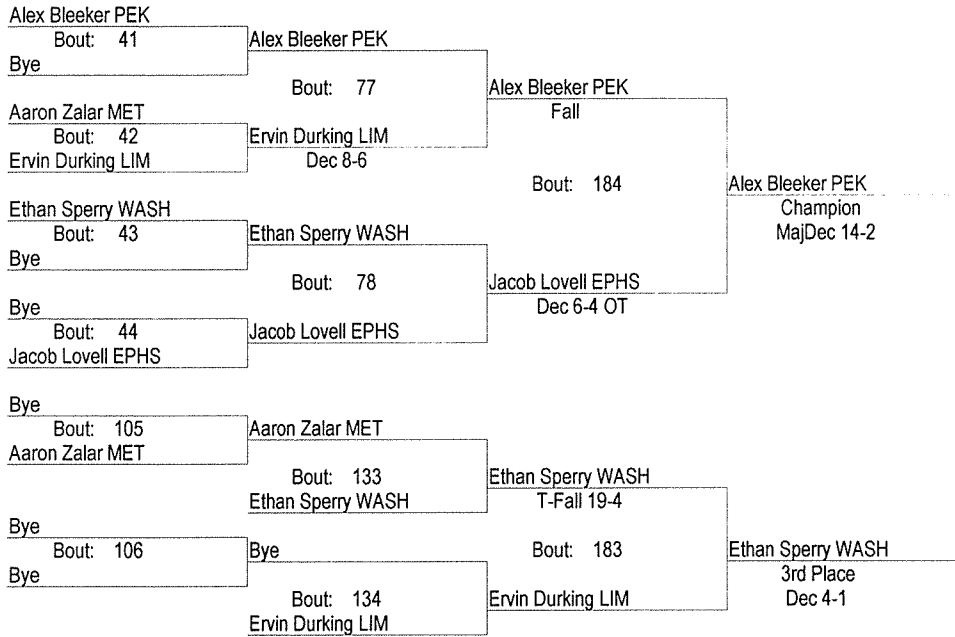 Alex Bleeker PEK
Bout: 41
Bye
Alex Bleeker PEK
Bout: 77
Aaron Zalar MET
Bout: 42
Ervin Durking LIM
Ervin Durking LIM
Dec 8-6
Alex Bleeker PEK
Fall
Bout: 184
Ethan Sperry WASH
Bout: 43
Bye
Ethan Sperry WASH
Bout: 78
Bye
Bout: 44
Jacob Lovell EPHS
Jacob Lovell EPHS
Jacob Lovell EPHS
Dec 6-4 OT
Alex Bleeker PEK
Champion
MajDec 14-2
Bye
Bout: 105
Aaron Zalar MET
Aaron Zalar MET
Bout: 133
Ethan Sperry WASH
Ethan Sperry WASH
T-Fall 19-4
Bye
Bout: 106
Bye
Bye
Bout: 134
Ervin Durking LIM
Bout: 183
Ervin Durking LIM
Ethan Sperry WASH
3rd Place
Dec 4-1